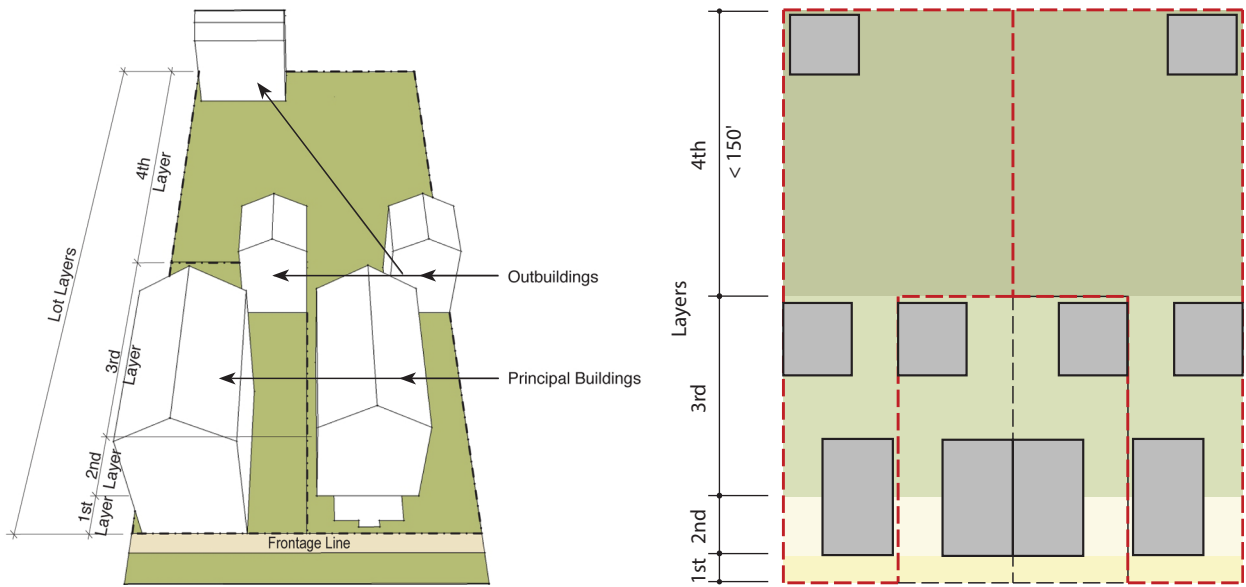 4th
Layer
Lot Layers
3rd
Layer
2nd
Layer
1st
Layer
Outbuildings
Principal Buildings
Frontage Line
4th
< 150'
Layers
3rd
2nd
1st